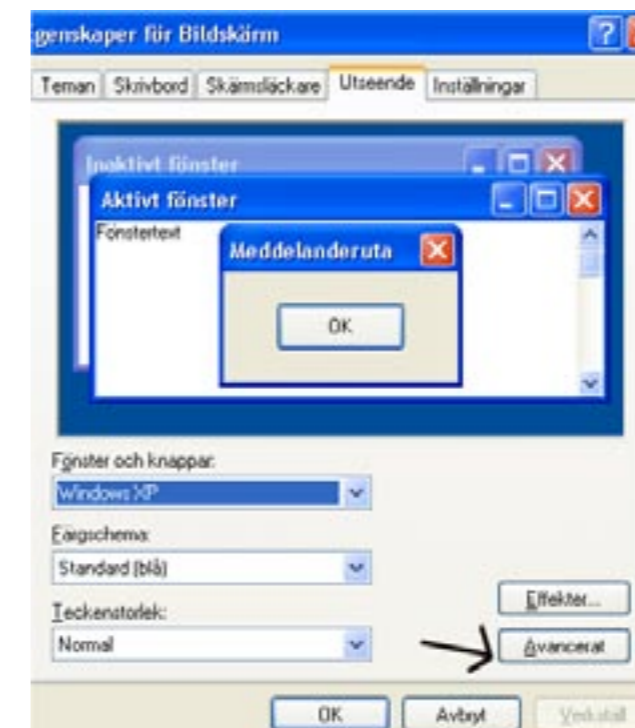 genskaper för Bildskärm
Teman Skrivbord Skärmsläckare Utseende Inställningar
Inaktivt fönster
Aktivt fönster
Fönstertext
Meddelanderuta
OK
Fönster och knappar:
Windows XP
Färgschema:
Standard (blå)
Effekter...
Teckenstorlek:
Normal
Avancerat
OK Avbryt Verkställ